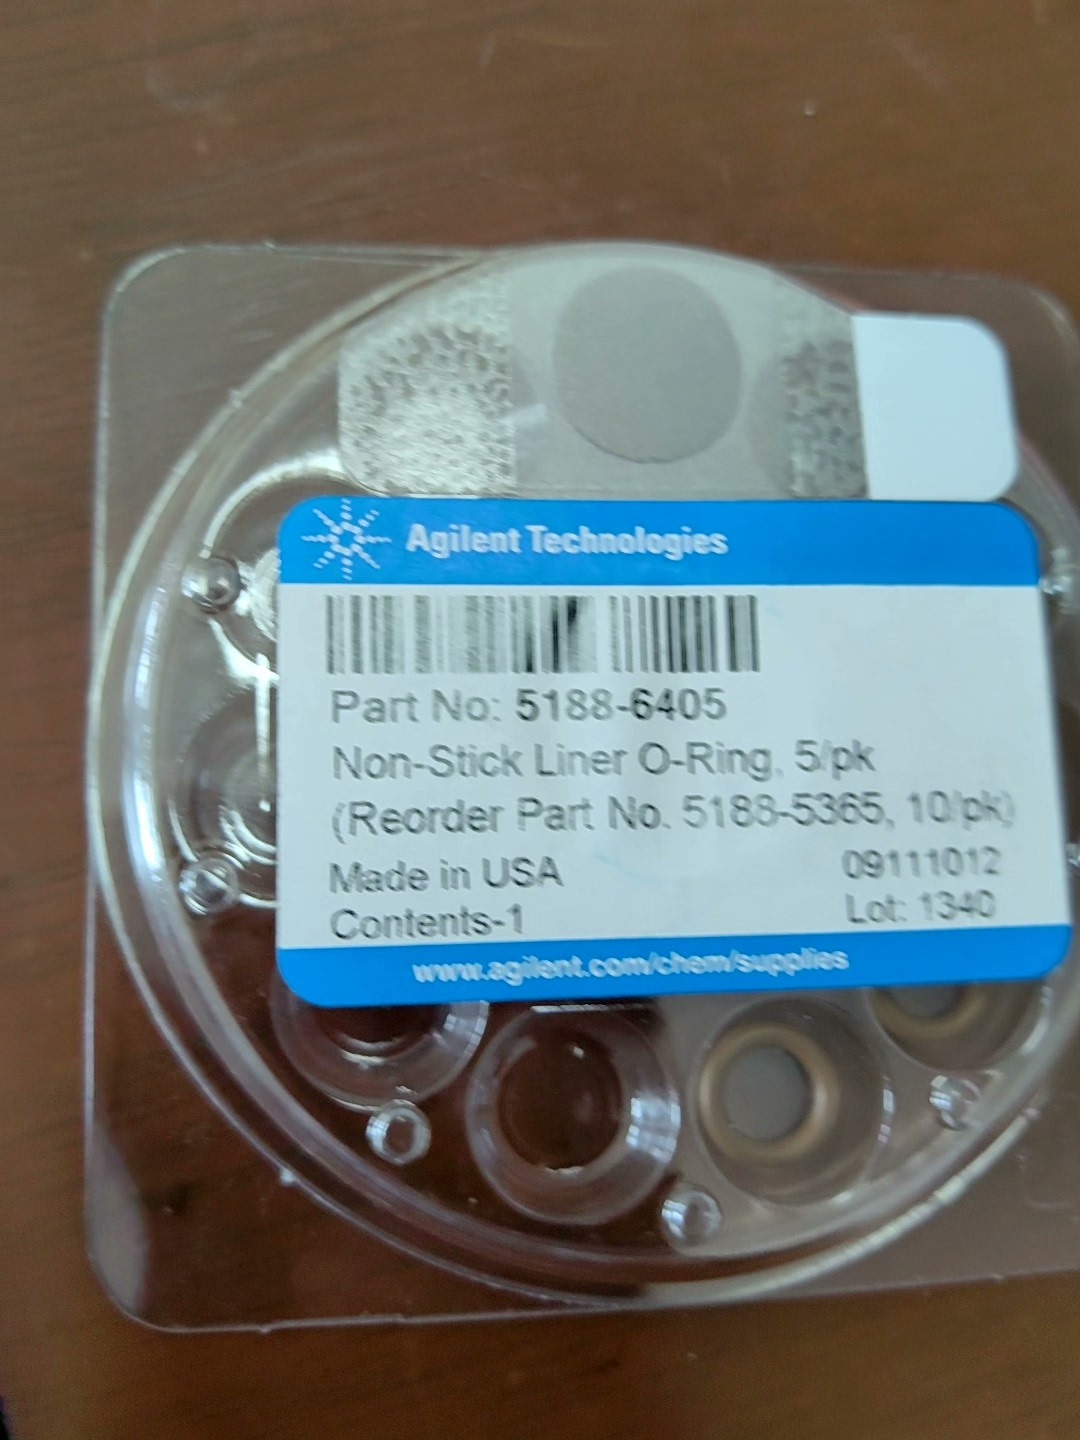 Agilent Technologies
Part No: 5188-6405
Non-Stick Liner O-Ring, 5/pk
(Reorder Part No. 5188-5365, 10/pk)
Made in USA 09111012
Contents-1 Lot: 1340
www.agilent.com/chem/supplies